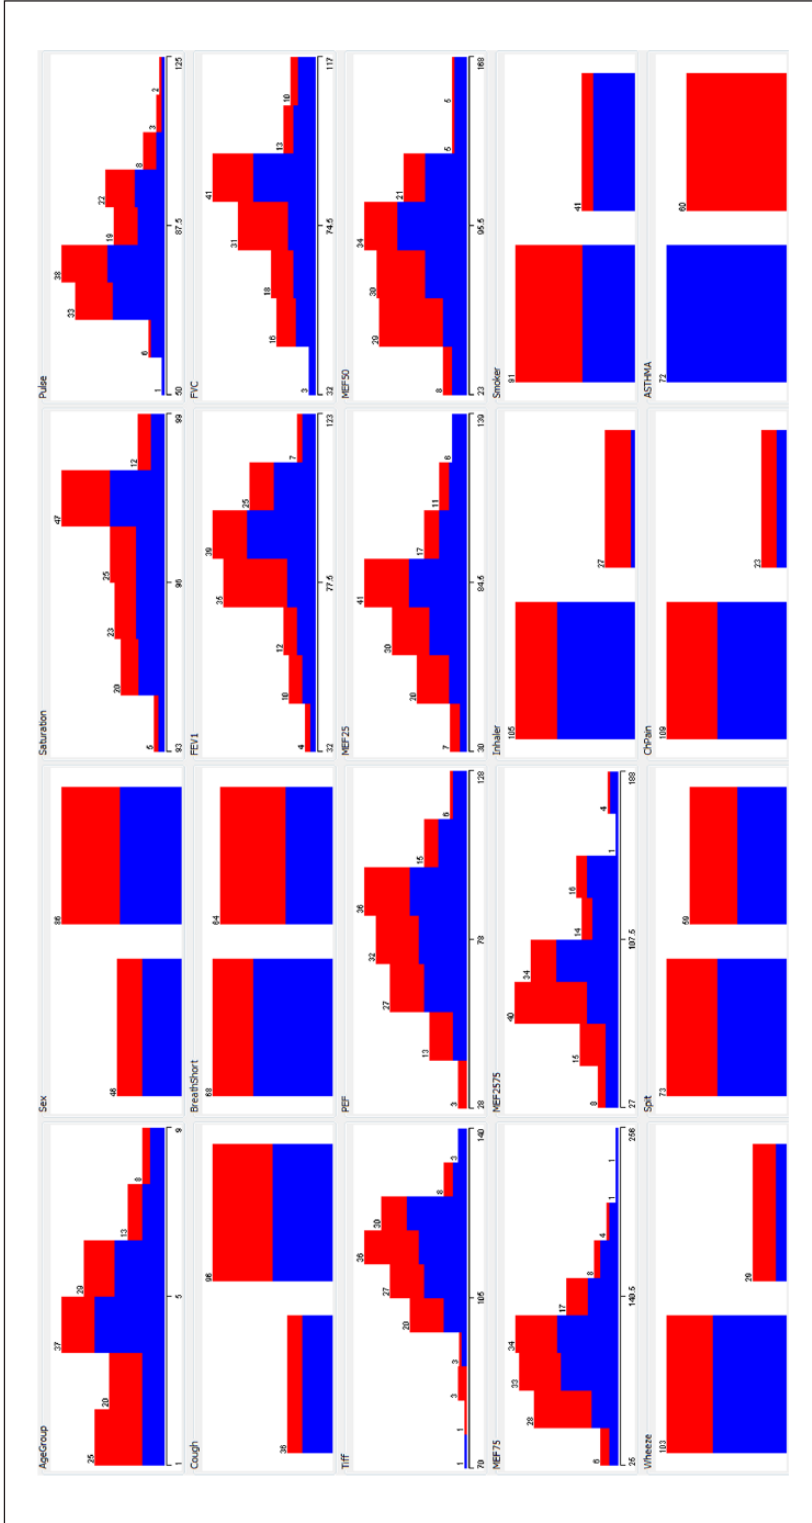 AgeGroup
25 20 37 29 13 8
1 5 9
Sex
46 86
Saturation
5 20 23 25 47 12
93 96 99
Pulse
1 6 33 38 19 22 8 3 2
50 87.5 125
Cough
36 96
BreathShort
68 64
FEV1
4 10 12 35 39 25 7
32 77.5 123
FVC
3 16 18 31 41 13 10
32 74.5 117
Tiff
1 1 3 3 20 27 36 30 8 3
70 105 140
PEF
3 13 27 32 36 15 6
28 78 128
MEF25
7 20 30 41 17 11 6
30 84.5 139
MEF50
8 29 30 34 21 5 5
23 95.5 168
MEF75
6 28 33 34 17 8 4 1 1
25 140.5 256
MEF2575
8 15 40 34 14 16 1 4
27 107.5 188
Inhaler
105 27
Smoker
91 41
Wheeze
103 29
Spit
73 59
ChPain
109 23
ASTHMA
72 60